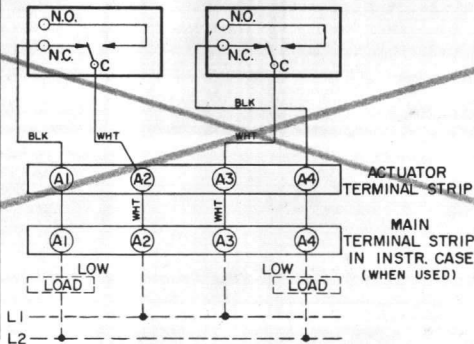 N.O. N.O.
N.C. N.C.
C C
BLK
BLK WHT WHT
A1 A2 A3 A4 ACTUATOR
TERMINAL STRIP
WHT WHT
A1 A2 A3 A4 MAIN
TERMINAL STRIP
IN INSTR. CASE
(WHEN USED)
LOW LOW
LOAD LOAD
L1
L2